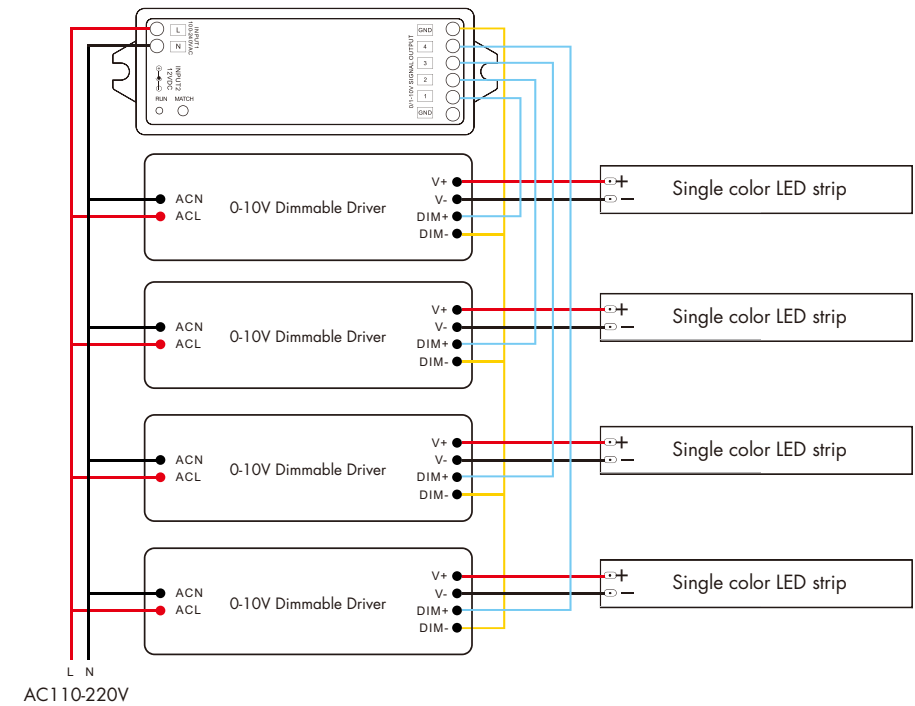 L
N
INPUT1
100-240VAC
INPUT2
12VDC
RUN MATCH
0/1-10V SIGNAL OUTPUT
GND
4
3
2
1
GND
ACN
ACL
0-10V Dimmable Driver
V+
V-
DIM+
DIM-
+
-
Single color LED strip
ACN
ACL
0-10V Dimmable Driver
V+
V-
DIM+
DIM-
+
-
Single color LED strip
ACN
ACL
0-10V Dimmable Driver
V+
V-
DIM+
DIM-
+
-
Single color LED strip
ACN
ACL
0-10V Dimmable Driver
V+
V-
DIM+
DIM-
+
-
Single color LED strip
L N
AC110-220V